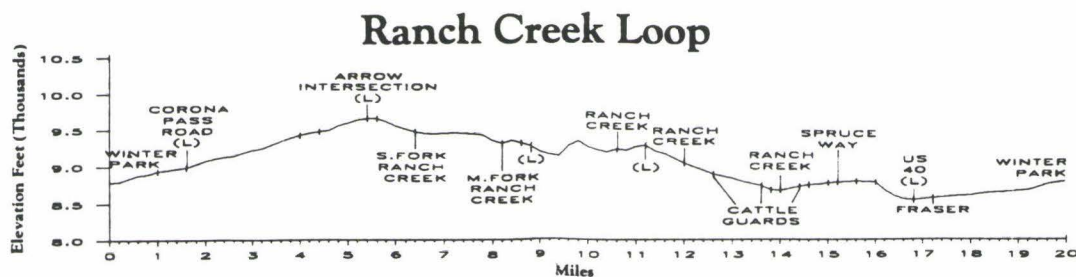 Ranch Creek Loop
Elevation Feet (Thousands)
10.5
10.0
9.5
9.0
8.5
8.0
WINTER
PARK
CORONA
PASS
ROAD
(L)
ARROW
INTERSECTION
(L)
S.FORK
RANCH
CREEK
M.FORK
RANCH
CREEK
(L)
RANCH
CREEK
(L)
RANCH
CREEK
CATTLE
GUARDS
RANCH
CREEK
SPRUCE
WAY
US
40
(L)
FRASER
WINTER
PARK
0 1 2 3 4 5 6 7 8 9 10 11 12 13 14 15 16 17 18 19 20
Miles